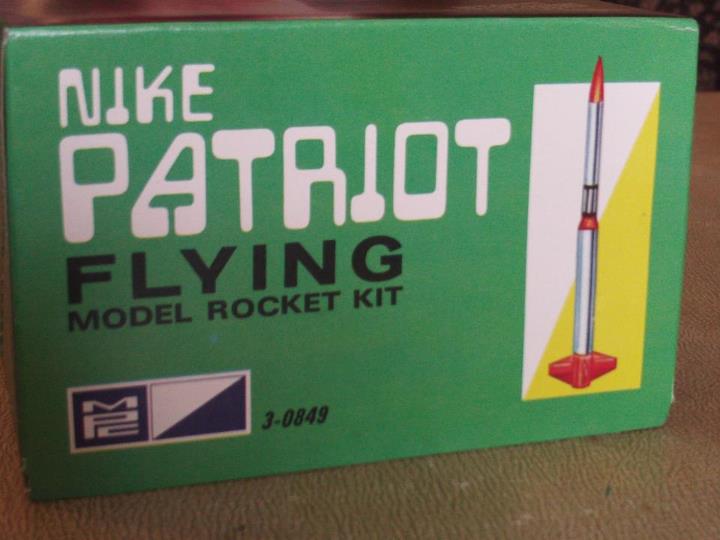 NIKE
PATRIOT
FLYING
MODEL ROCKET KIT
MPC
3-0849